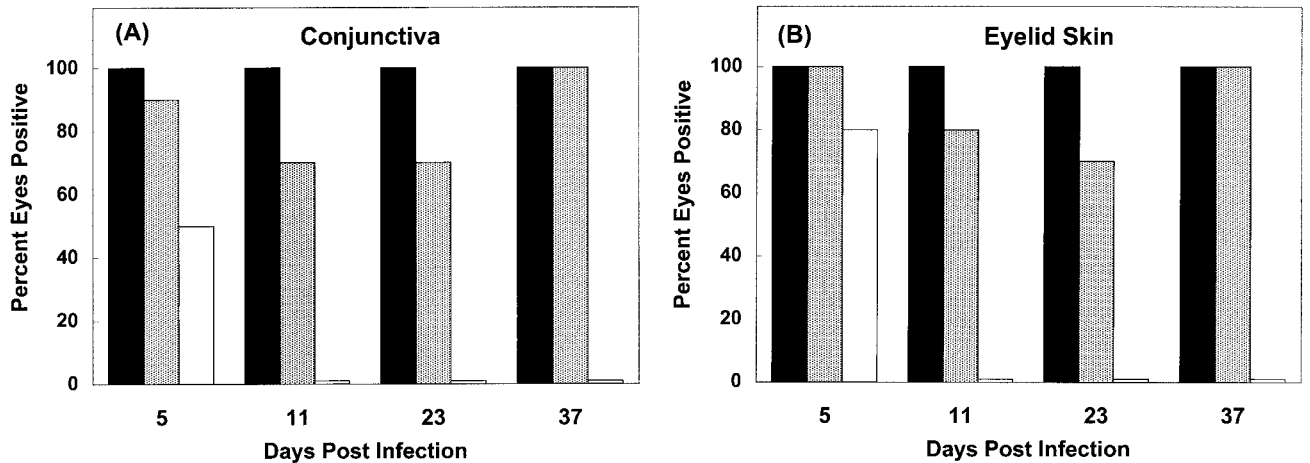 (A)
Conjunctiva
Percent Eyes Positive
100
80
60
40
20
0
5 11 23 37
Days Post Infection
(B)
Eyelid Skin
Percent Eyes Positive
100
80
60
40
20
0
5 11 23 37
Days Post Infection